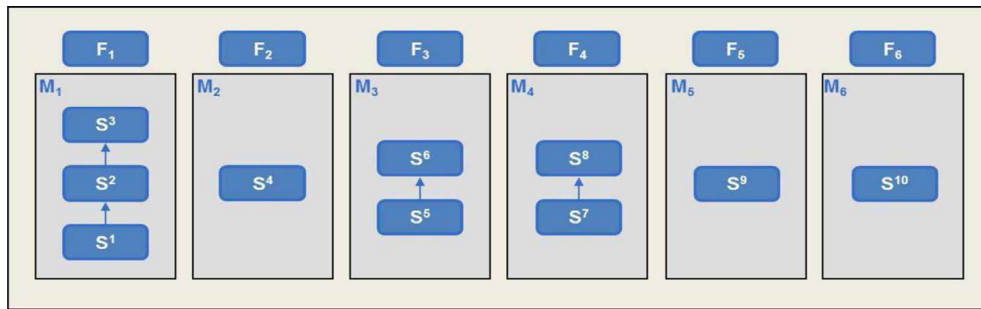 F₁ F₂ F₃ F₄ F₅ F₆
M₁ M₂ M₃ M₄ M₅ M₆
S³
S⁶ S⁸
S² S⁴ S⁹ S¹⁰
S⁵ S⁷
S¹